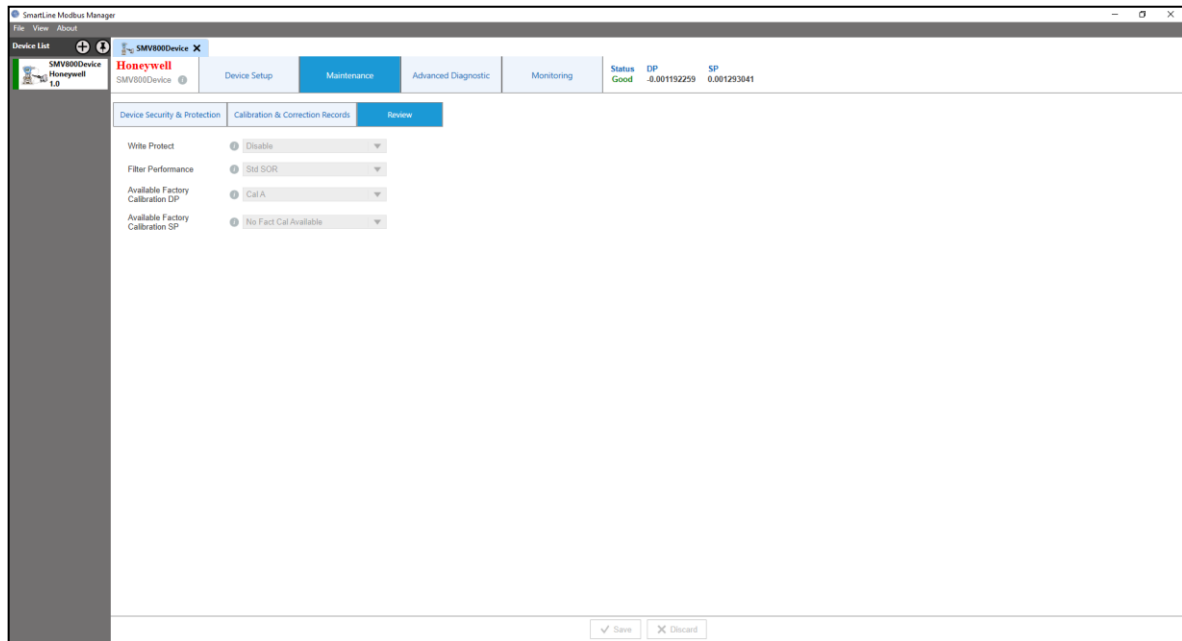 SmartLine Modbus Manager
File View About
Device List
SMV800Device
SMV800Device
Honeywell
1.0
Honeywell
SMV800Device
Device Setup
Maintenance
Advanced Diagnostic
Monitoring
Status DP SP
Good -0.001192259 0.001293041
Device Security & Protection
Calibration & Correction Records
Review
Write Protect Disable
Filter Performance Std.SOR
Available Factory
Calibration DP
Cal A
Available Factory
Calibration SP
No Fact Cal Available
Save
Discard